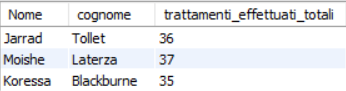 Nome cognome trattamenti_effettuati_totali
Jarrad Tollet 36
Moishe Laterza 37
Koressa Blackburne 35